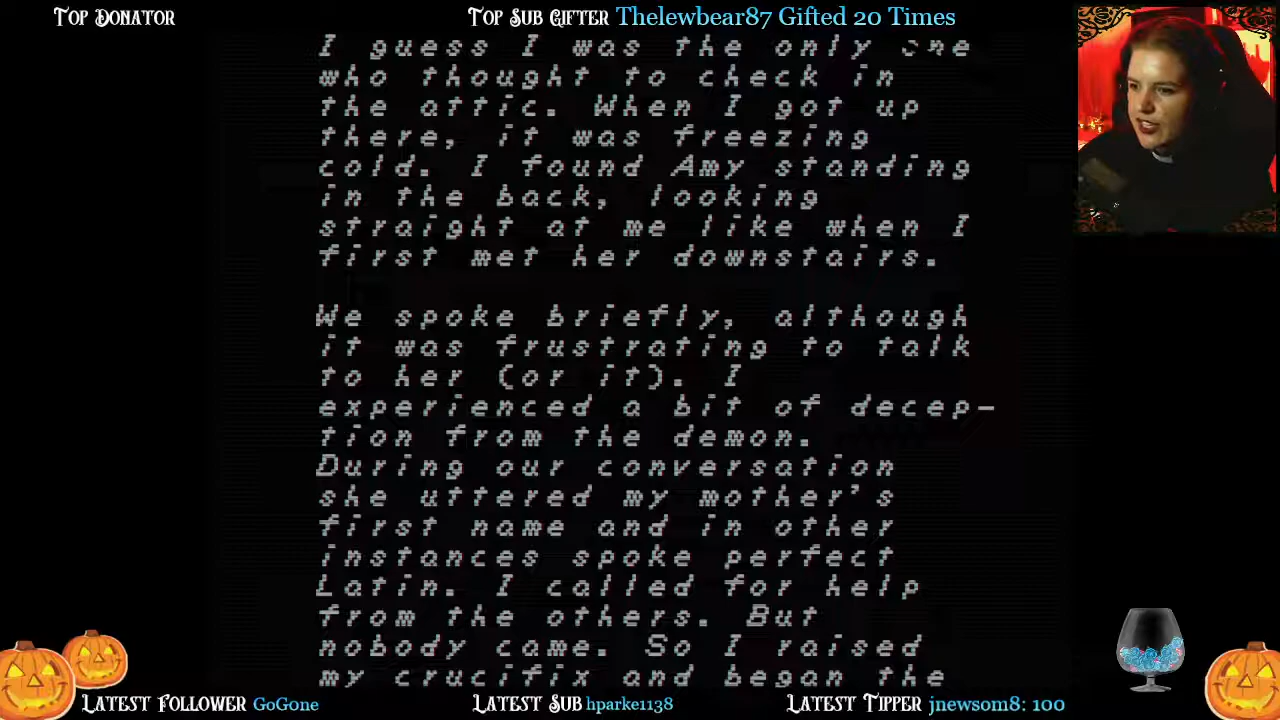 Top Donator
Top Sub Gifter Thelewbear87 Gifted 20 Times
I guess I was the only one
who thought to check in
the attic. When I got up
there, it was freezing
cold. I found Amy standing
in the back, looking
straight at me like when I
first met her downstairs.
We spoke briefly, although
it was frustrating to talk
to her (or it). I
experienced a bit of decep-
tion from the demon.
During our conversation
she uttered my mother's
first name and in other
instances spoke perfect
Latin. I called for help
from the others. But
nobody came. So I raised
my crucifix and began the
Latest Follower GoGone
Latest Sub hparke1138
Latest Tipper jnewsom8: 100